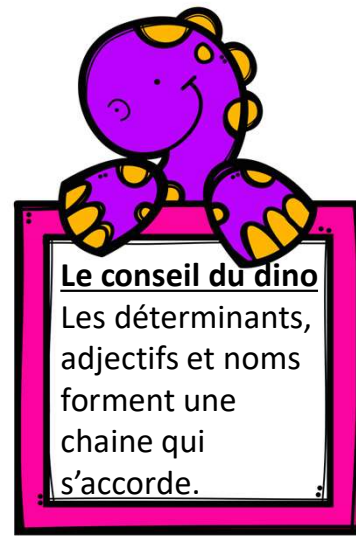 Le conseil du dino
Les déterminants,
adjectifs et noms
forment une
chaine qui
s’accorde.